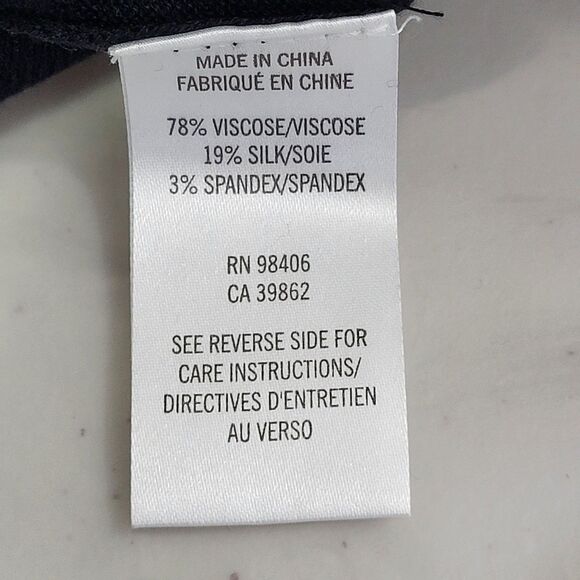 MADE IN CHINA
FABRIQUÉ EN CHINE
78% VISCOSE/VISCOSE
19% SILK/SOIE
3% SPANDEX/SPANDEX
RN 98406
CA 39862
SEE REVERSE SIDE FOR
CARE INSTRUCTIONS/
DIRECTIVES D'ENTRETIEN
AU VERSO